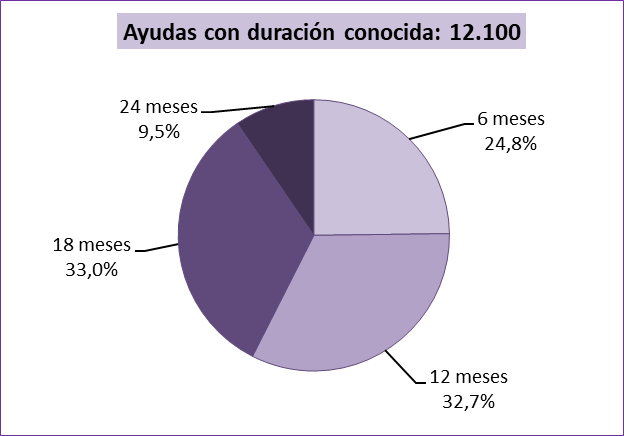 Ayudas con duración conocida: 12.100
24 meses
9,5%
6 meses
24,8%
18 meses
33,0%
12 meses
32,7%